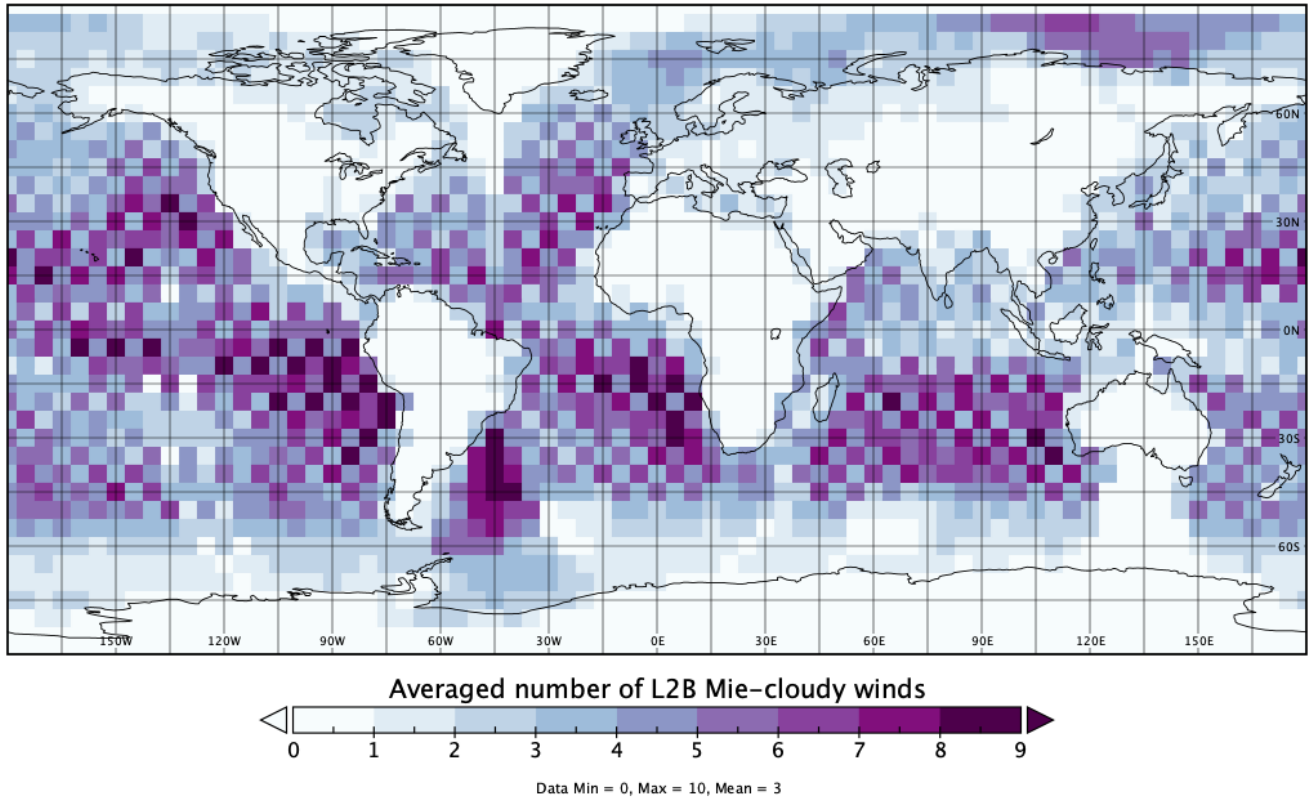 60N
30N
0N
30S
60S
150W 120W 90W 60W 30W 0E 30E 60E 90E 120E 150E
Averaged number of L2B Mie-cloudy winds
0 1 2 3 4 5 6 7 8 9
Data Min = 0, Max = 10, Mean = 3